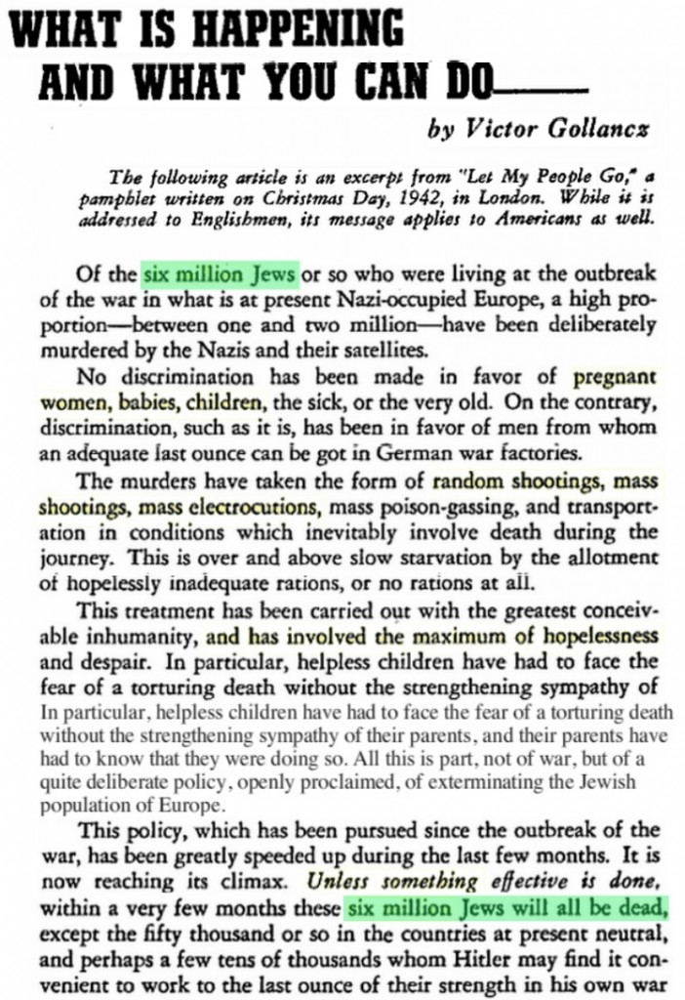 WHAT IS HAPPENING
AND WHAT YOU CAN DO——
by Victor Gollancz
The following article is an excerpt from "Let My People Go," a
pamphlet written on Christmas Day, 1942, in London. While it is
addressed to Englishmen, its message applies to Americans as well.
Of the six million Jews or so who were living at the outbreak
of the war in what is at present Nazi-occupied Europe, a high pro-
portion—between one and two million—have been deliberately
murdered by the Nazis and their satellites.
No discrimination has been made in favor of pregnant
women, babies, children, the sick, or the very old. On the contrary,
discrimination, such as it is, has been in favor of men from whom
an adequate last ounce can be got in German war factories.
The murders have taken the form of random shootings, mass
shootings, mass electrocutions, mass poison-gassing, and transport-
ation in conditions which inevitably involve death during the
journey. This is over and above slow starvation by the allotment
of hopelessly inadequate rations, or no rations at all.
This treatment has been carried out with the greatest conceiv-
able inhumanity, and has involved the maximum of hopelessness
and despair. In particular, helpless children have had to face the
fear of a torturing death without the strengthening sympathy of
In particular, helpless children have had to face the fear of a torturing death
without the strengthening sympathy of their parents, and their parents have
had to know that they were doing so. All this is part, not of war, but of a
quite deliberate policy, openly proclaimed, of exterminating the Jewish
population of Europe.
This policy, which has been pursued since the outbreak of the
war, has been greatly speeded up during the last few months. It is
now reaching its climax. Unless something effective is done,
within a very few months these six million Jews will all be dead,
except the fifty thousand or so in the countries at present neutral,
and perhaps a few tens of thousands whom Hitler may find it con-
venient to work to the last ounce of their strength in his own war